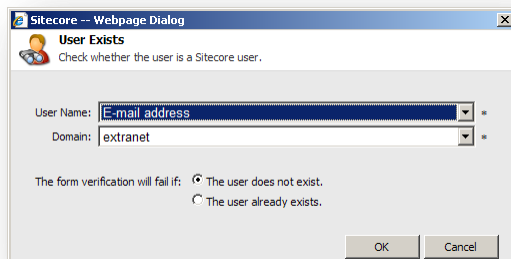 Sitecore -- Webpage Dialog
User Exists
Check whether the user is a Sitecore user.
User Name: E-mail address *
Domain: extranet *
The form verification will fail if: The user does not exist.
The user already exists.
OK Cancel